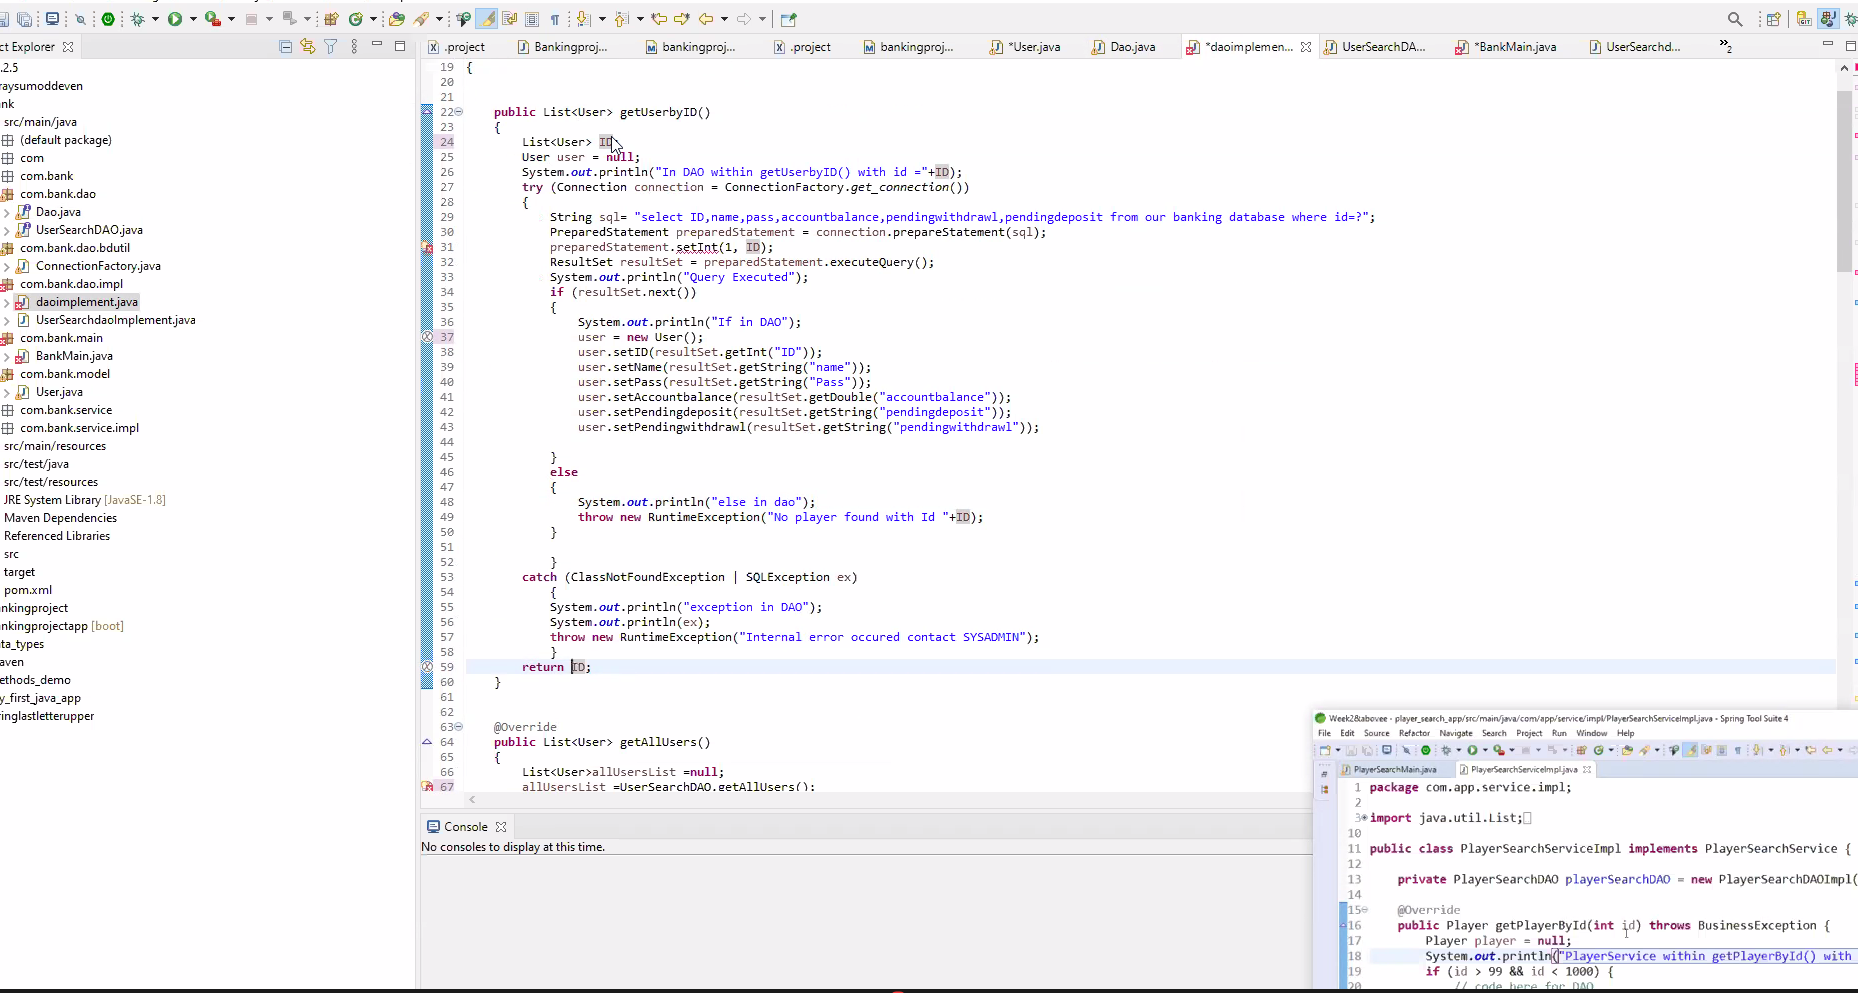 ct Explorer
.2.5
raysumoddeven
nk
src/main/java
(default package)
com
com.bank
com.bank.dao
Dao.java
UserSearchDAO.java
com.bank.dao.bdutil
ConnectionFactory.java
com.bank.dao.impl
daoimplement.java
UserSearchdaoImplement.java
com.bank.main
BankMain.java
com.bank.model
User.java
com.bank.service
com.bank.service.impl
src/main/resources
src/test/java
src/test/resources
JRE System Library [JavaSE-1.8]
Maven Dependencies
Referenced Libraries
src
target
pom.xml
ankingproject
ankingprojectapp [boot]
ata_types
aven
ethods_demo
y_first_java_app
ringlastletterupper
.project Bankingproj... bankingproj... .project bankingproj... *User.java Dao.java *daoimplemen... UserSearchDA... *BankMain.java UserSearchd... »2
19 {
20
21
22 public List<User> getUserbyID()
23 {
24 List<User> ID
25 User user = null;
26 System.out.println("In DAO within getUserbyID() with id ="+ID);
27 try (Connection connection = ConnectionFactory.get_connection())
28 {
29 String sql= "select ID,name,pass,accountbalance,pendingwithdrawl,pendingdeposit from our banking database where id=?";
30 PreparedStatement preparedStatement = connection.prepareStatement(sql);
31 preparedStatement.setInt(1, ID);
32 ResultSet resultSet = preparedStatement.executeQuery();
33 System.out.println("Query Executed");
34 if (resultSet.next())
35 {
36 System.out.println("If in DAO");
37 user = new User();
38 user.setID(resultSet.getInt("ID"));
39 user.setName(resultSet.getString("name"));
40 user.setPass(resultSet.getString("Pass"));
41 user.setAccountbalance(resultSet.getDouble("accountbalance"));
42 user.setPendingdeposit(resultSet.getString("pendingdeposit"));
43 user.setPendingwithdrawl(resultSet.getString("pendingwithdrawl"));
44
45 }
46 else
47 {
48 System.out.println("else in dao");
49 throw new RuntimeException("No player found with Id "+ID);
50 }
51
52 }
53 catch (ClassNotFoundException | SQLException ex)
54 {
55 System.out.println("exception in DAO");
56 System.out.println(ex);
57 throw new RuntimeException("Internal error occured contact SYSADMIN");
58 }
59 return ID;
60 }
61
62
63 @Override
64 public List<User> getAllUsers()
65 {
66 List<User>allUsersList =null;
67 allUsersList =UserSearchDAO.getAllUsers();
Console
No consoles to display at this time.
Week2&abovee - player_search_app/src/main/java/com/app/service/impl/PlayerSearchServiceImpl.java - Spring Tool Suite 4
File Edit Source Refactor Navigate Search Project Run Window Help
PlayerSearchMain.java PlayerSearchServiceImpl.java
1 package com.app.service.impl;
2
3 import java.util.List;
10
11 public class PlayerSearchServiceImpl implements PlayerSearchService {
12
13 private PlayerSearchDAO playerSearchDAO = new PlayerSearchDAOImpl(
14
15 @Override
16 public Player getPlayerById(int id) throws BusinessException {
17 Player player = null;
18 System.out.println("PlayerService within getPlayerById() with
19 if (id > 99 && id < 1000) {
20 // code here for DAO